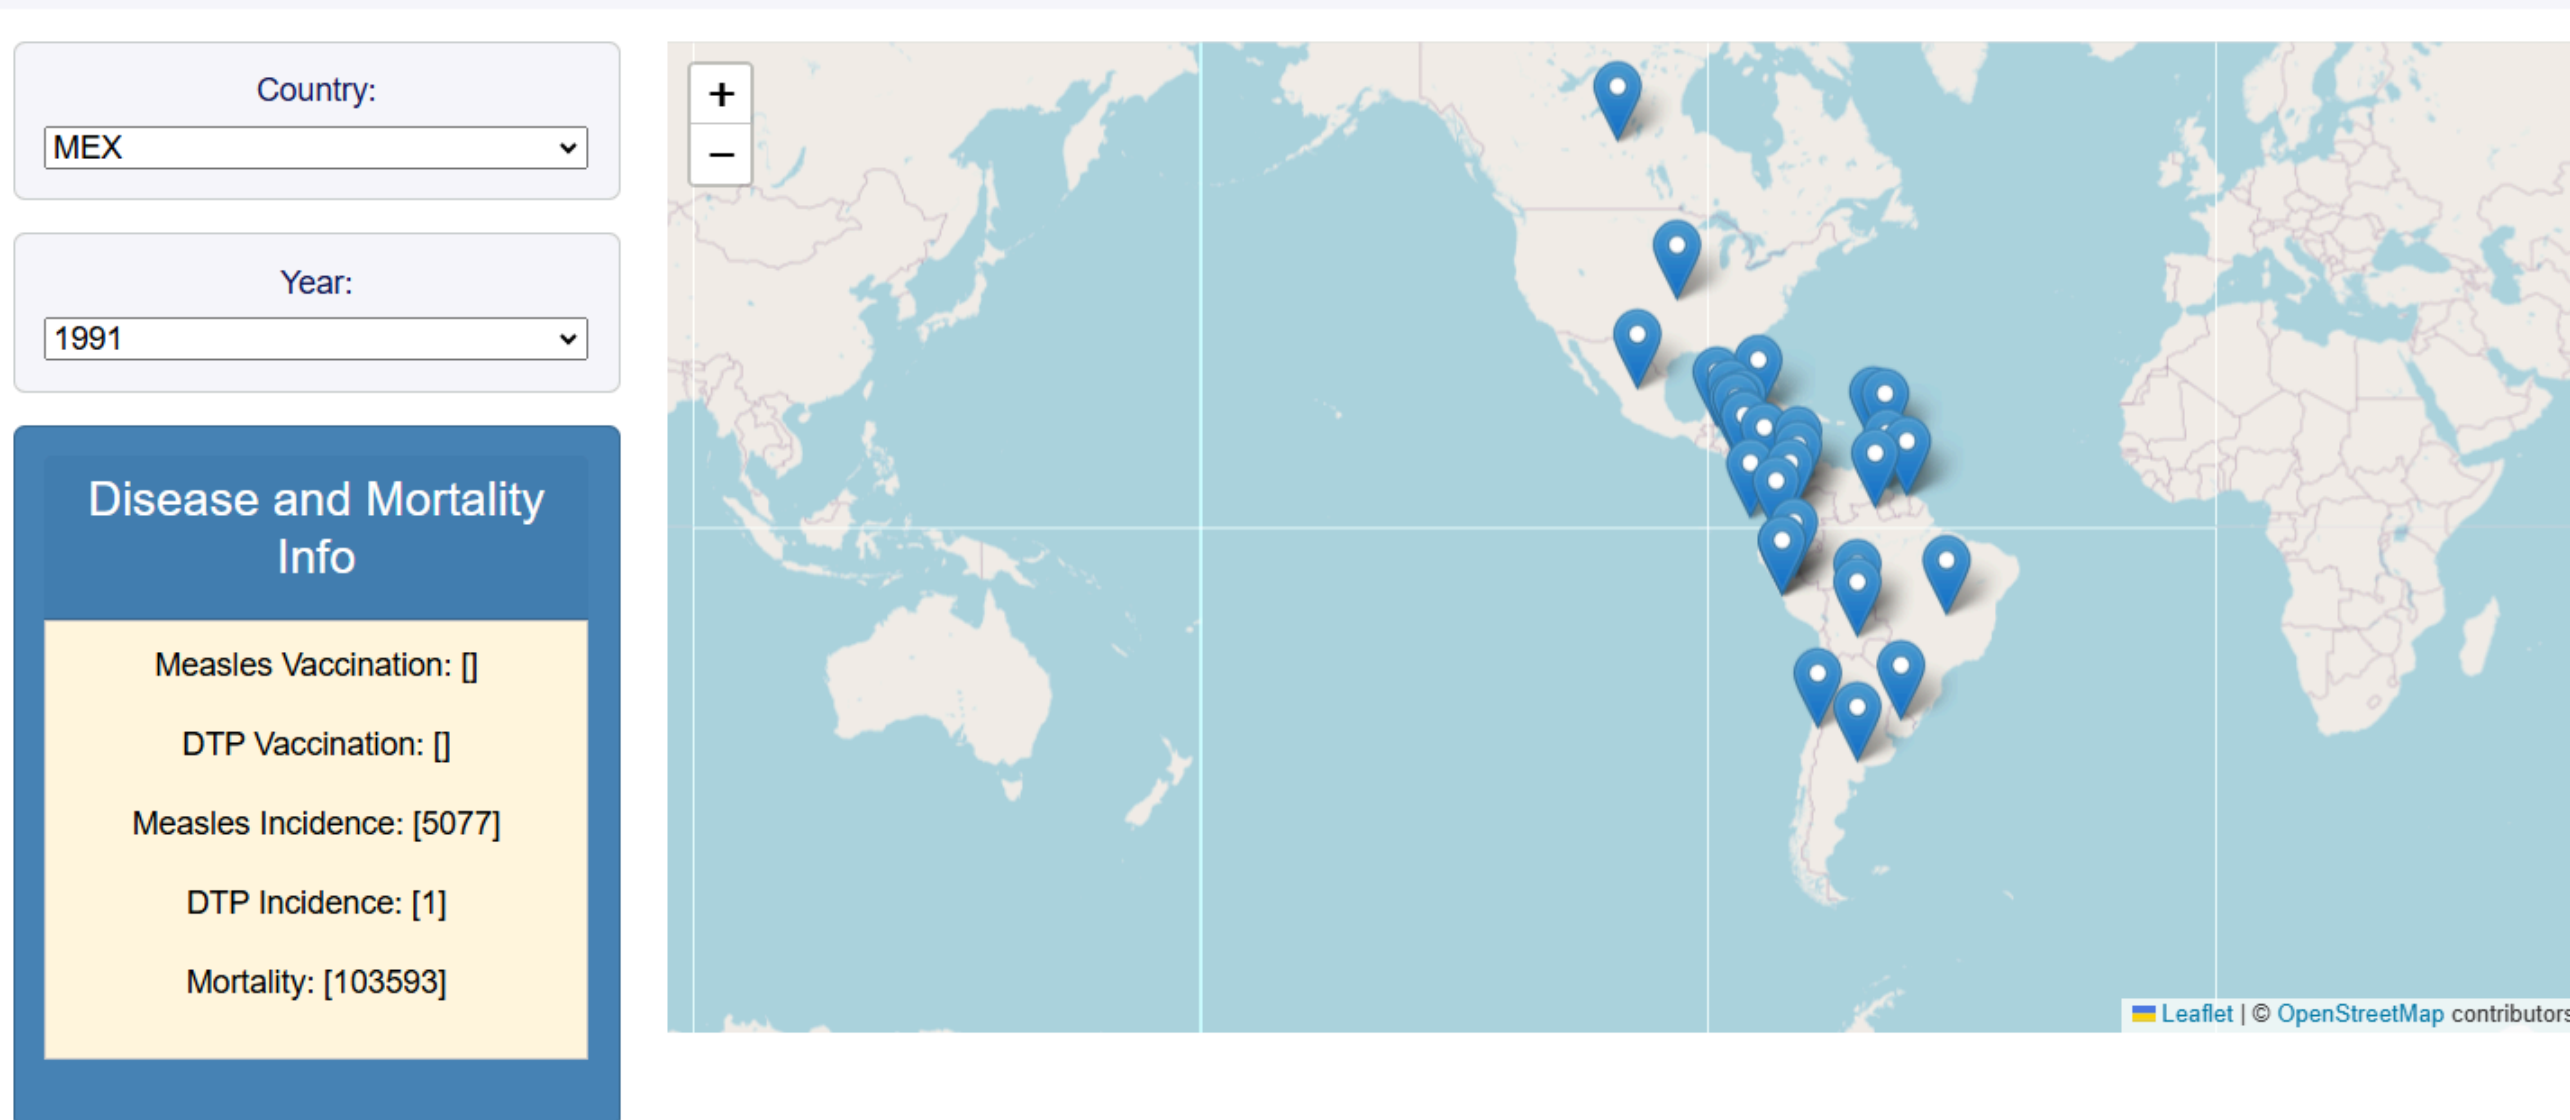 Country:
MEX
Year:
1991
Disease and Mortality
Info
Measles Vaccination: []
DTP Vaccination: []
Measles Incidence: [5077]
DTP Incidence: [1]
Mortality: [103593]
+
−
Leaflet | © OpenStreetMap contributors